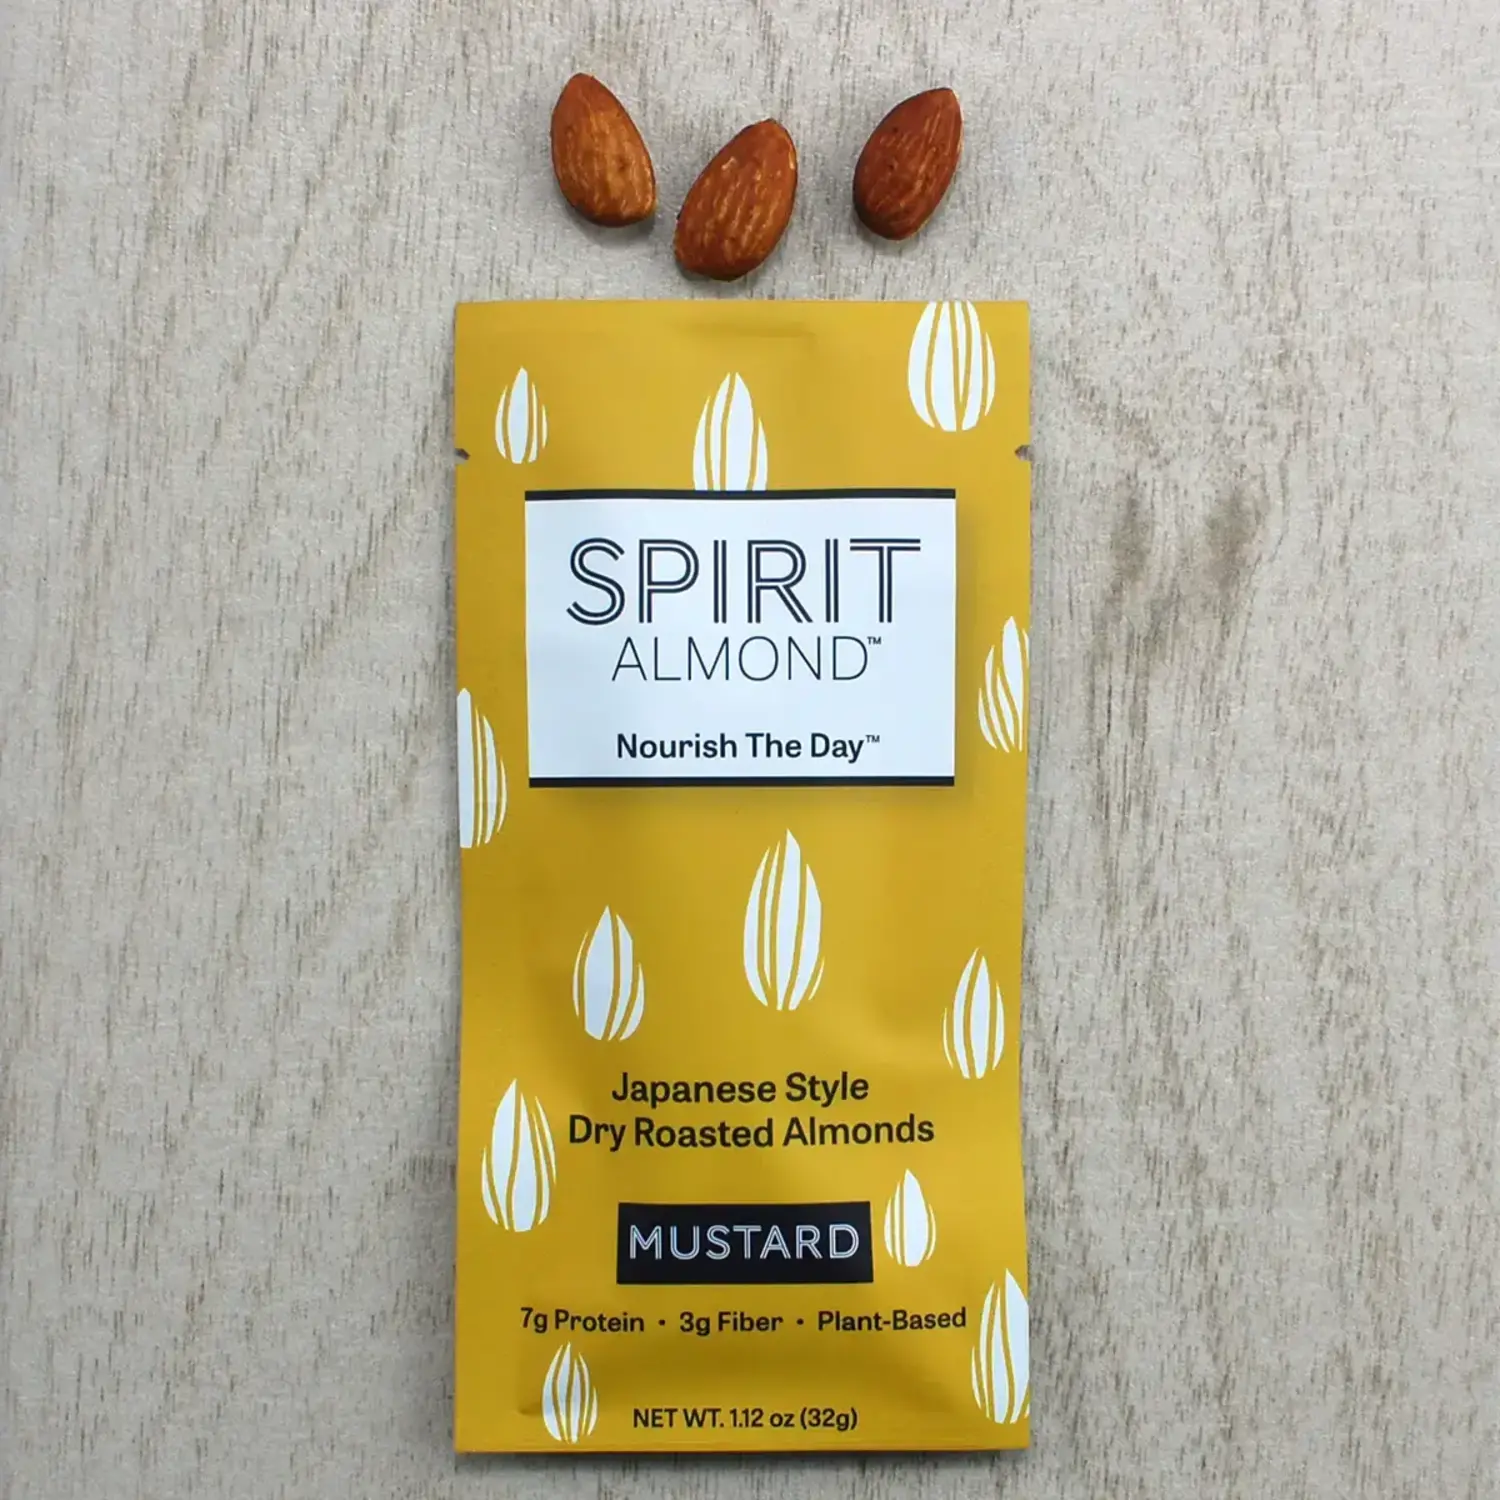 SPIRIT
ALMOND™
Nourish The Day™
Japanese Style
Dry Roasted Almonds
MUSTARD
7g Protein • 3g Fiber • Plant-Based
NET WT. 1.12 oz (32g)